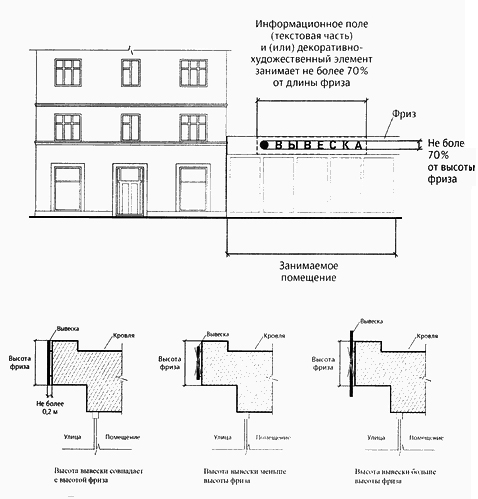 Информационное поле
(текстовая часть)
и (или) декоративно-
художественный элемент
занимает не более 70%
от длины фриза
Фриз
ВЫВЕСКА
Не боле
70%
от высоты
фриза
Занимаемое
помещение
Вывеска
Кровля
Высота
фриза
Не более
0,2 м
Улица
Помещение
Высота вывески совпадает
с высотой фриза
Вывеска
Кровля
Высота
фриза
Улица
Помещение
Высота вывески меньше
высоты фриза
Вывеска
Кровля
Высота
фриза
Улица
Помещение
Высота вывески больше
высоты фриза